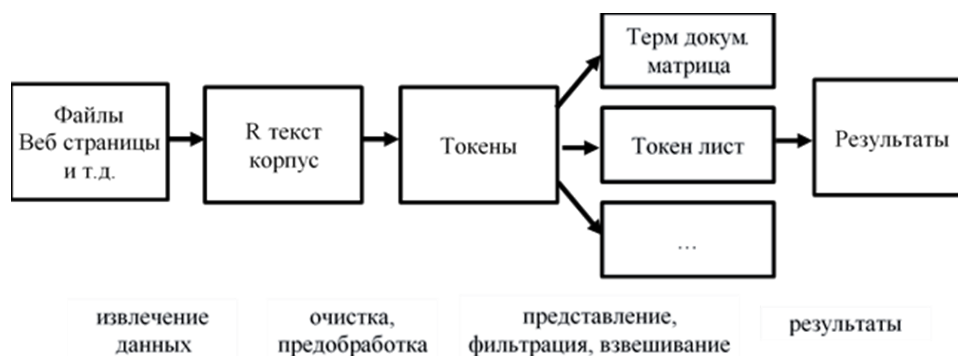 Файлы
Веб страницы
и т.д.
R текст
корпус
Токены
Терм докум.
матрица
Токен лист
...
Результаты
извлечение
данных
очистка,
предобработка
представление,
фильтрация, взвешивание
результаты